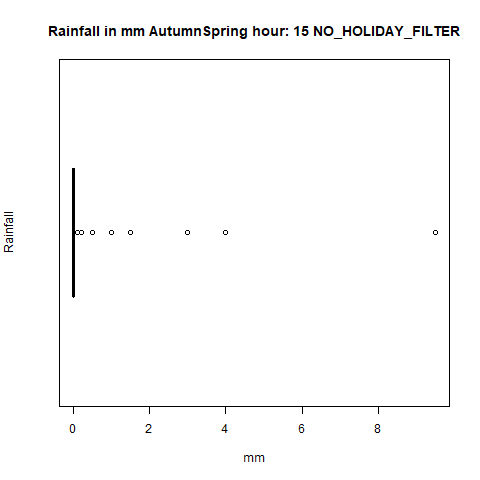 Rainfall in mm AutumnSpring hour: 15 NO_HOLIDAY_FILTER
Rainfall
0 2 4 6 8
mm